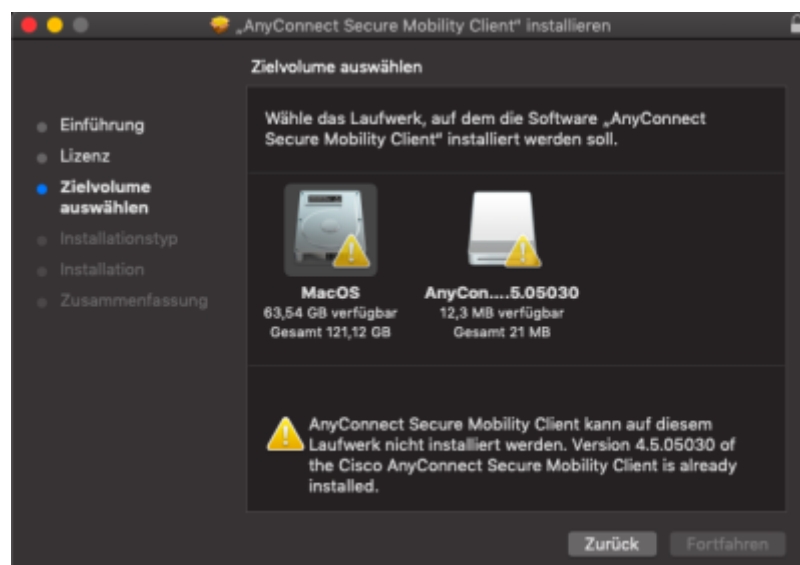 „AnyConnect Secure Mobility Client“ installieren
Zielvolume auswählen
Einführung
Lizenz
Zielvolume
auswählen
Installationstyp
Installation
Zusammenfassung
Wähle das Laufwerk, auf dem die Software „AnyConnect
Secure Mobility Client“ installiert werden soll.
MacOS
63,54 GB verfügbar
Gesamt 121,12 GB
AnyCon....5.05030
12,3 MB verfügbar
Gesamt 21 MB
AnyConnect Secure Mobility Client kann auf diesem
Laufwerk nicht installiert werden. Version 4.5.05030 of
the Cisco AnyConnect Secure Mobility Client is already
installed.
Zurück
Fortfahren